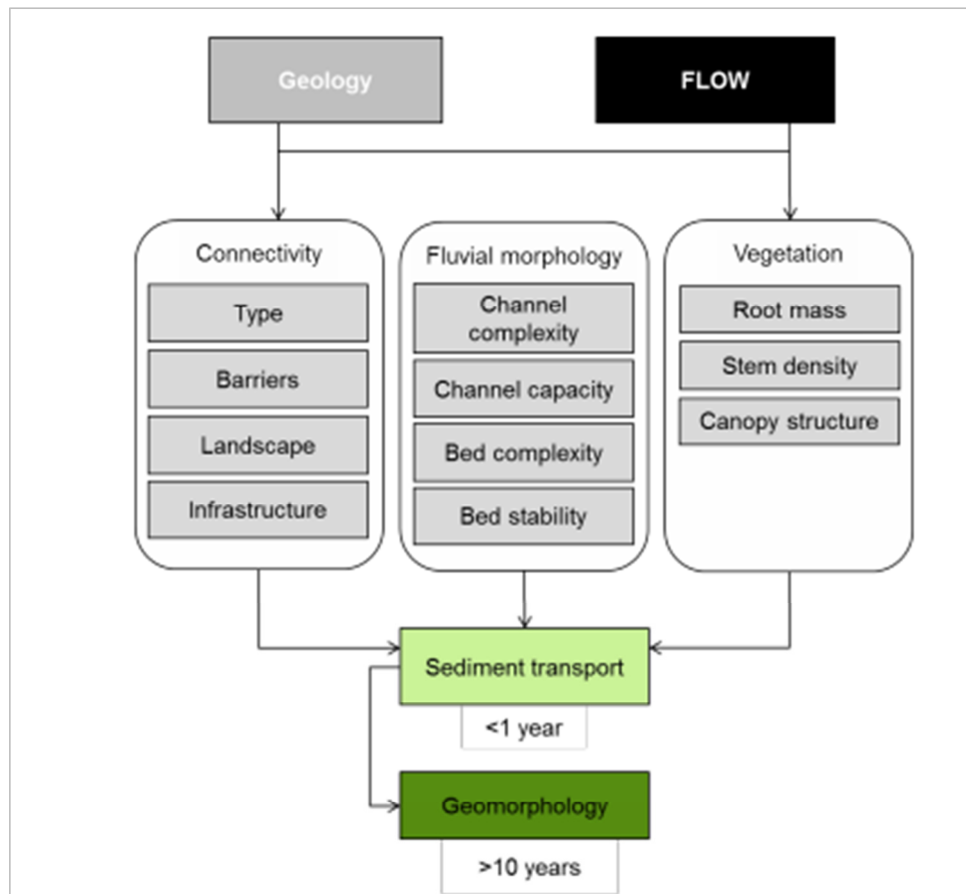 Geology
FLOW
Connectivity
Type
Barriers
Landscape
Infrastructure
Fluvial morphology
Channel
complexity
Channel capacity
Bed complexity
Bed stability
Vegetation
Root mass
Stem density
Canopy structure
Sediment transport
<1 year
Geomorphology
>10 years